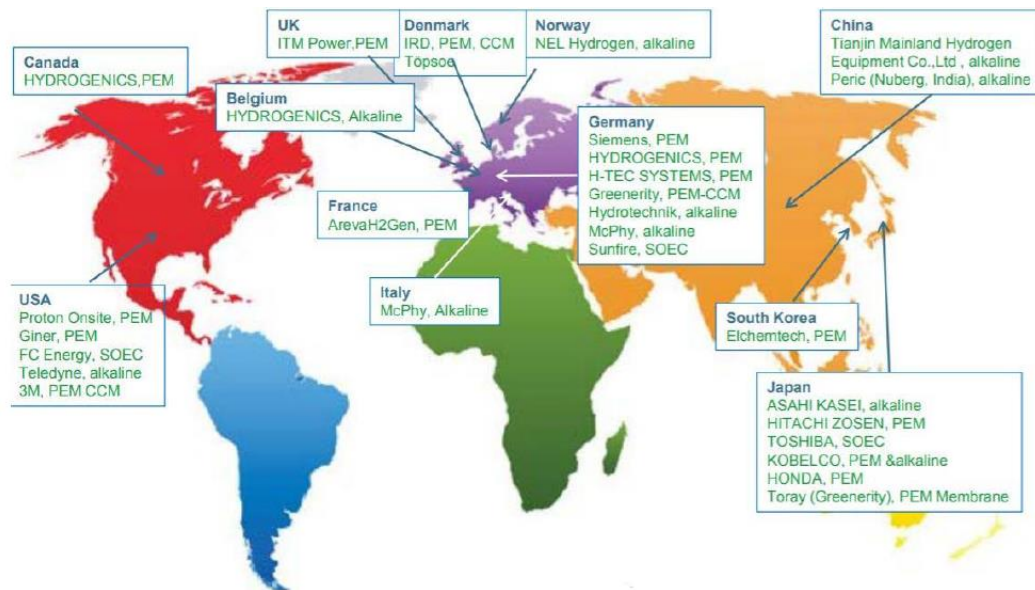 UK
ITM Power,PEM
Denmark
IRD, PEM, CCM
Topsoe
Norway
NEL Hydrogen, alkaline
China
Tianjin Mainland Hydrogen
Equipment Co.,Ltd , alkaline
Peric (Nuberg, India), alkaline
Canada
HYDROGENICS,PEM
Belgium
HYDROGENICS, Alkaline
Germany
Siemens, PEM
HYDROGENICS, PEM
H-TEC SYSTEMS, PEM
Greenerity, PEM-CCM
Hydrotechnik, alkaline
McPhy, alkaline
Sunfire, SOEC
France
ArevaH2Gen, PEM
Italy
McPhy, Alkaline
USA
Proton Onsite, PEM
Giner, PEM
FC Energy, SOEC
Teledyne, alkaline
3M, PEM CCM
South Korea
Elchemtech, PEM
Japan
ASAHI KASEI, alkaline
HITACHI ZOSEN, PEM
TOSHIBA, SOEC
KOBELCO, PEM &alkaline
HONDA, PEM
Toray (Greenerity), PEM Membrane